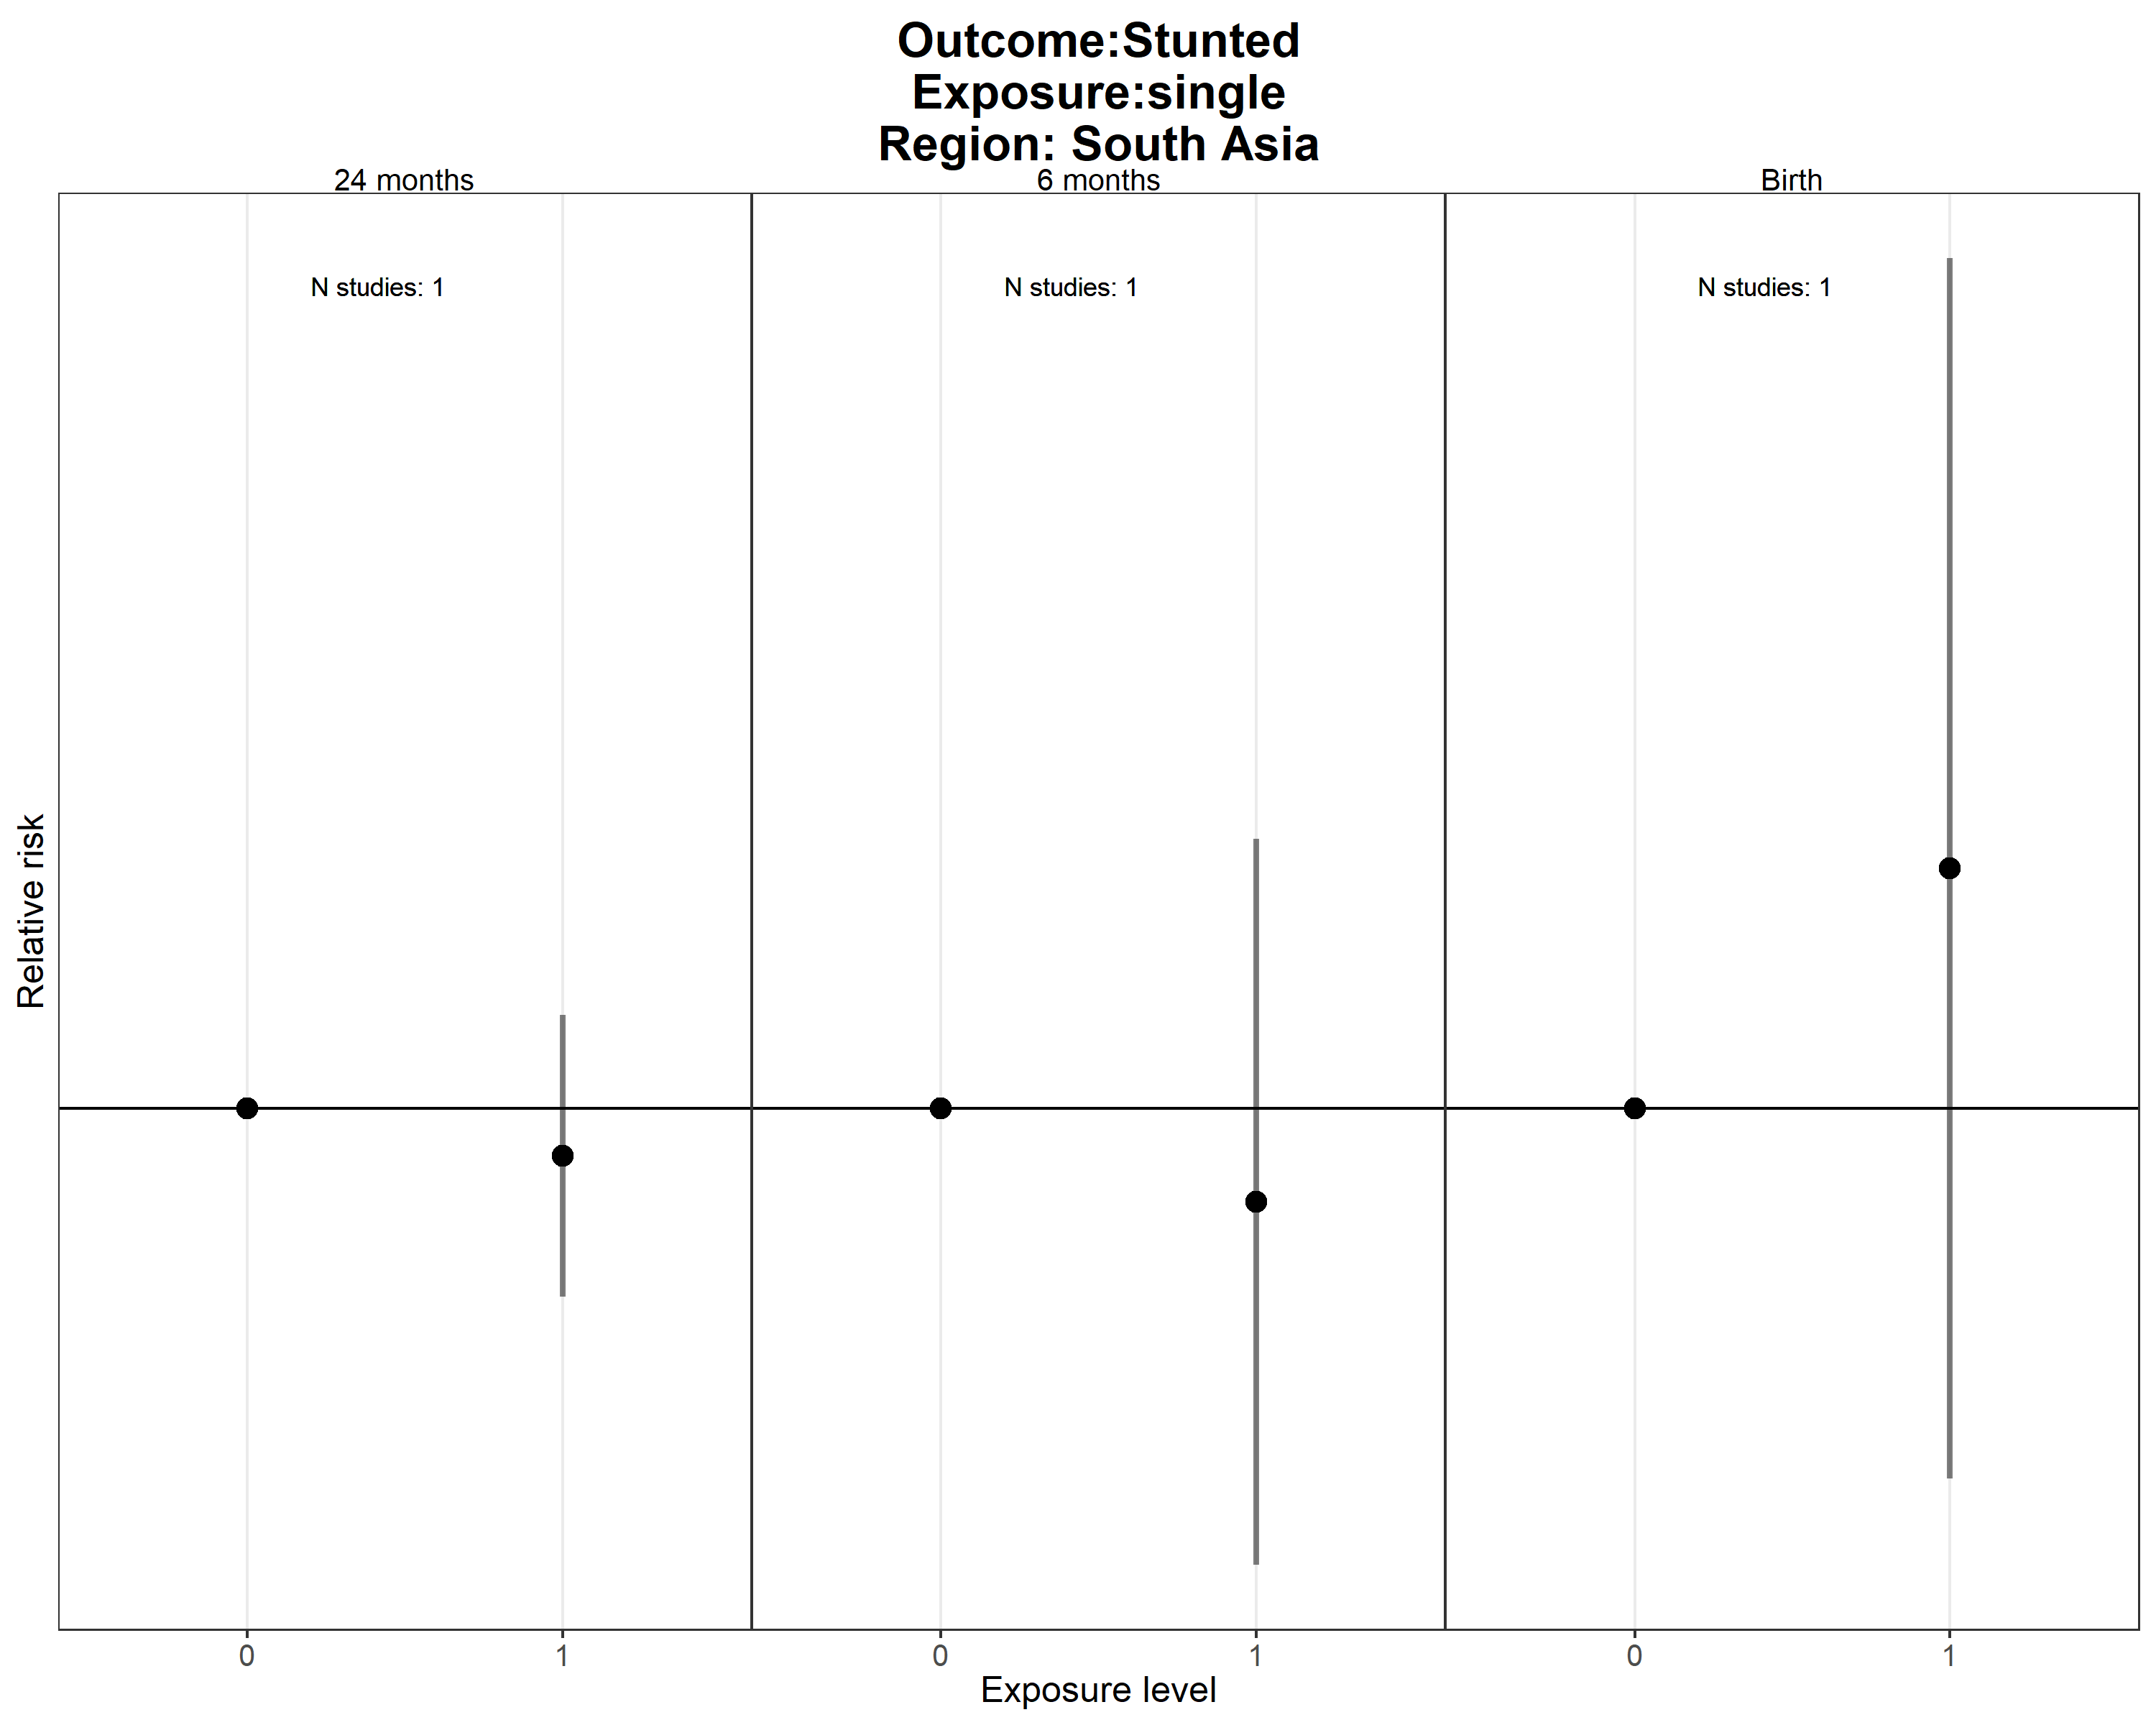 Outcome:Stunted
Exposure:single
Region: South Asia
24 months
6 months
Birth
N studies: 1
N studies: 1
N studies: 1
Relative risk
0
1
0
1
0
1
Exposure level